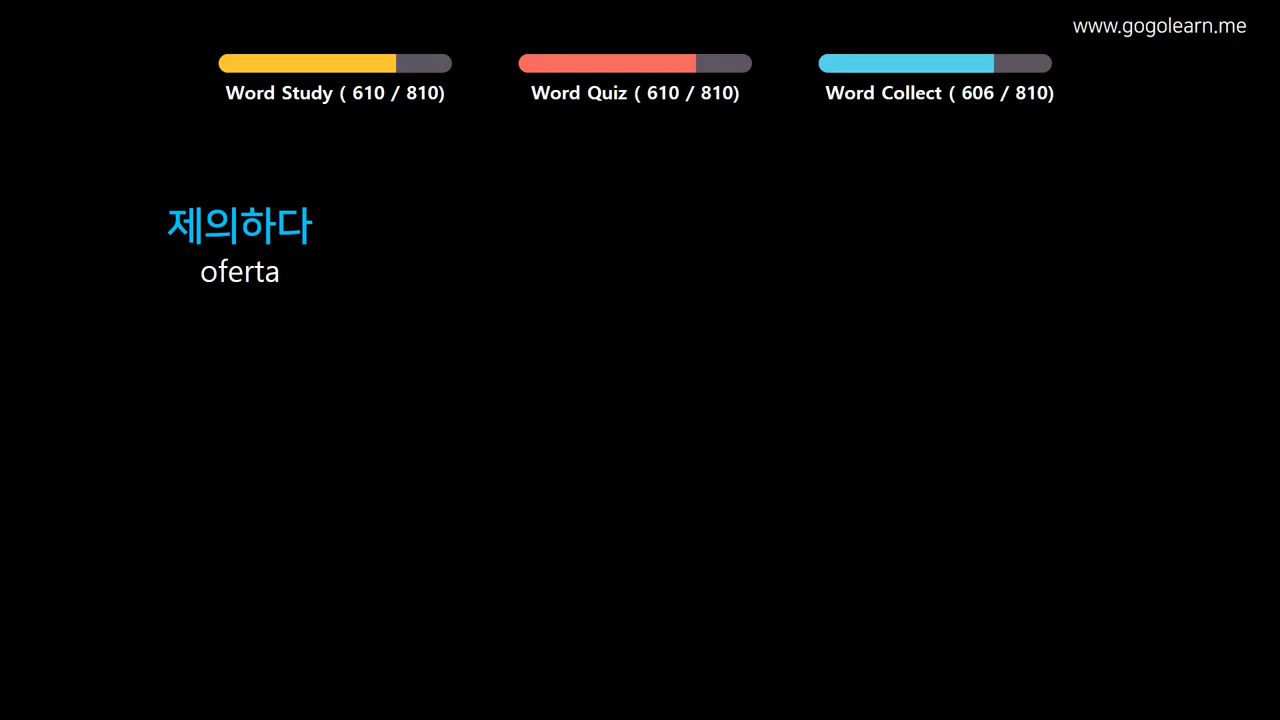 www.gogolearn.me
Word Study ( 610 / 810)
Word Quiz ( 610 / 810)
Word Collect ( 606 / 810)
제의하다
oferta